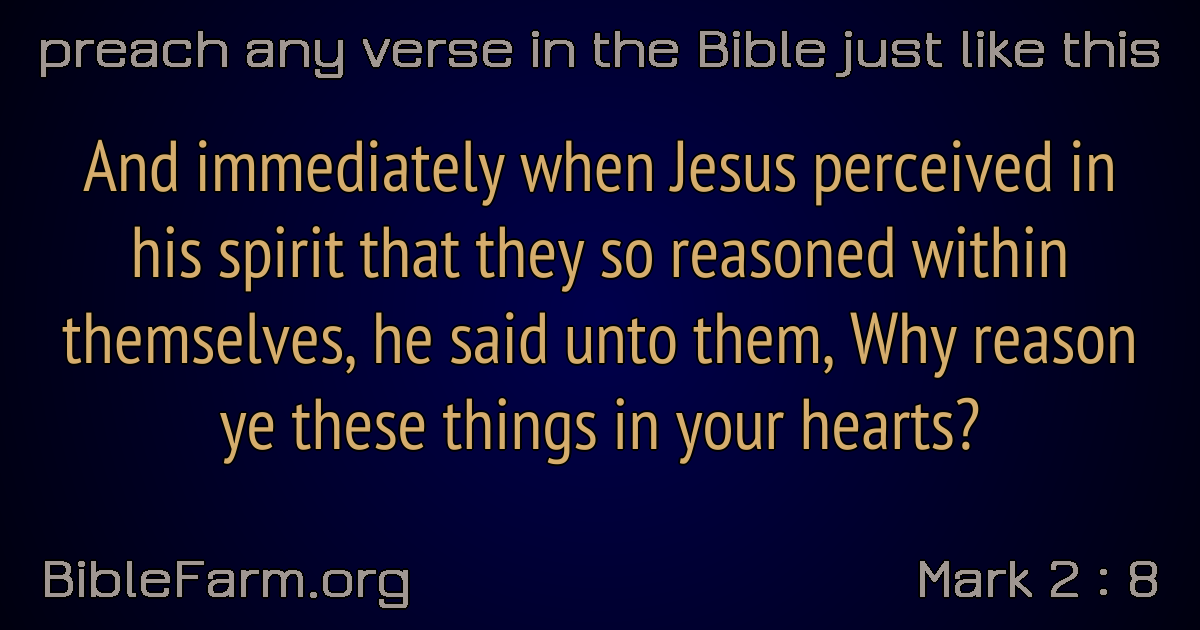 preach any verse in the Bible just like this
And immediately when Jesus perceived in
his spirit that they so reasoned within
themselves, he said unto them, Why reason
ye these things in your hearts?
BibleFarm.org
Mark 2 : 8